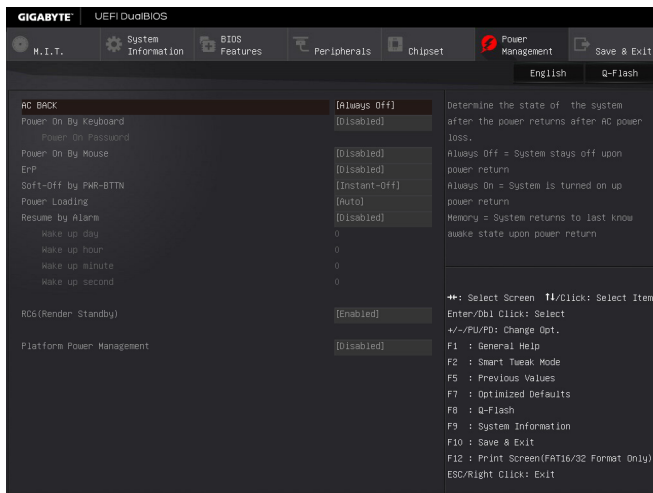 GIGABYTE™ UEFI DualBIOS
M.I.T.
System Information
BIOS Features
Peripherals
Chipset
Power Management
Save & Exit
English
Q-Flash
AC BACK [Always Off]
Power On By Keyboard [Disabled]
Power On Password
Power On By Mouse [Disabled]
ErP [Disabled]
Soft-Off by PWR-BTTN [Instant-Off]
Power Loading [Auto]
Resume by Alarm [Disabled]
Wake up day 0
Wake up hour 0
Wake up minute 0
Wake up second 0
RC6(Render Standby) [Enabled]
Platform Power Management [Disabled]
Determine the state of the system
after the power returns after AC power
loss.
Always Off = System stays off upon
power return
Always On = System is turned on up
power return
Memory = System returns to last know
awake state upon power return
→←: Select Screen ↑↓/Click: Select Item
Enter/Dbl Click: Select
+/-/PU/PD: Change Opt.
F1 : General Help
F2 : Smart Tweak Mode
F5 : Previous Values
F7 : Optimized Defaults
F8 : Q-Flash
F9 : System Information
F10 : Save & Exit
F12 : Print Screen(FAT16/32 Format Only)
ESC/Right Click: Exit